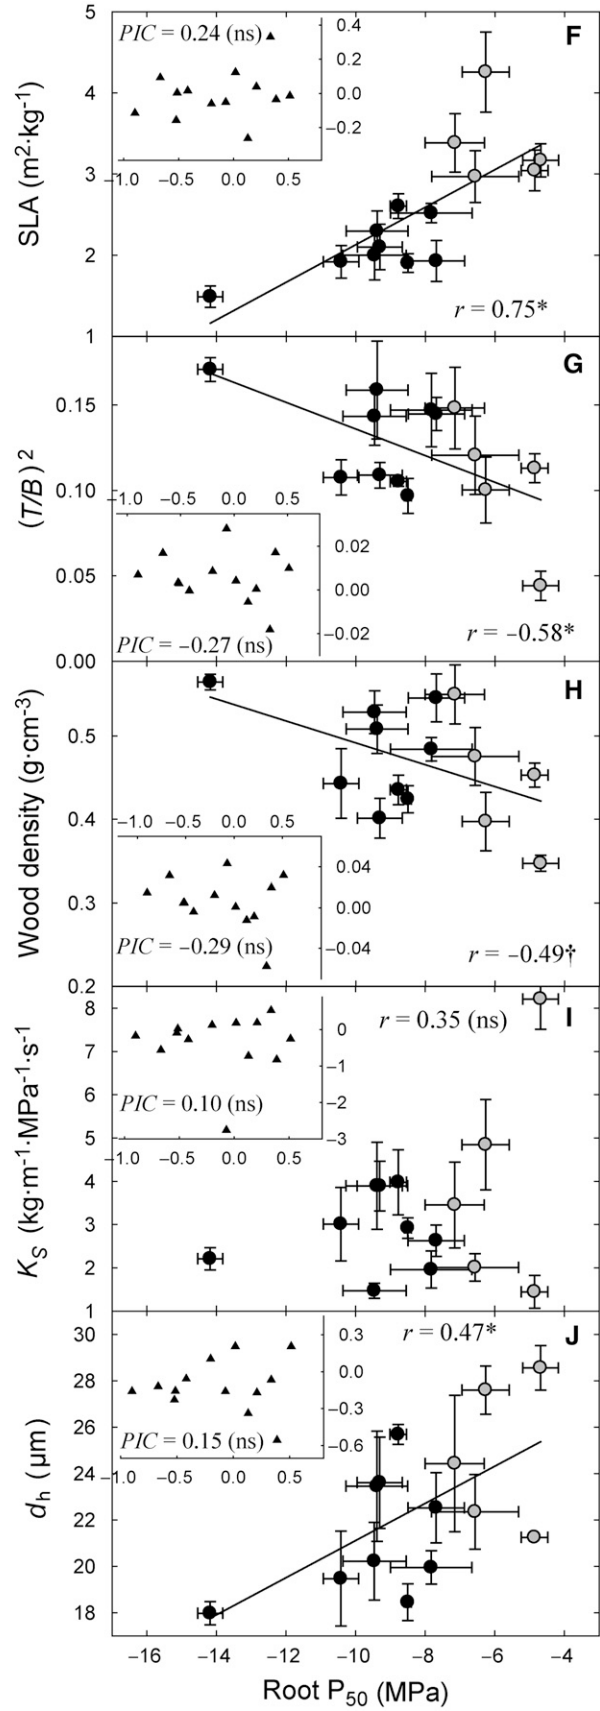 5
PIC = 0.24 (ns)
0.4
F
4
0.0
−0.2
SLA (m²·kg⁻¹)
3
−1.0 −0.5 0.0 0.5
2
r = 0.75*
1
G
0.15
(T/B)²
0.10
−1.0 −0.5 0.0 0.5
0.02
0.05
0.00
PIC = −0.27 (ns)
−0.02
r = −0.58*
0.00
H
0.5
Wood density (g·cm⁻³)
0.4
−1.0 −0.5 0.0 0.5
0.04
0.3
0.00
PIC = −0.29 (ns)
−0.04
r = −0.49†
0.2
8
0
r = 0.35 (ns)
I
7
−1
PIC = 0.10 (ns)
−2
5
−3
−1.0 −0.5 0.0 0.5
K_S (kg·m⁻¹·MPa⁻¹·s⁻¹)
4
3
2
1
30
0.3
r = 0.47*
J
28
0.0
−0.3
26
PIC = 0.15 (ns)
−0.6
24
−1.0 −0.5 0.0 0.5
d_h (µm)
22
20
18
−16 −14 −12 −10 −8 −6 −4
Root P₅₀ (MPa)